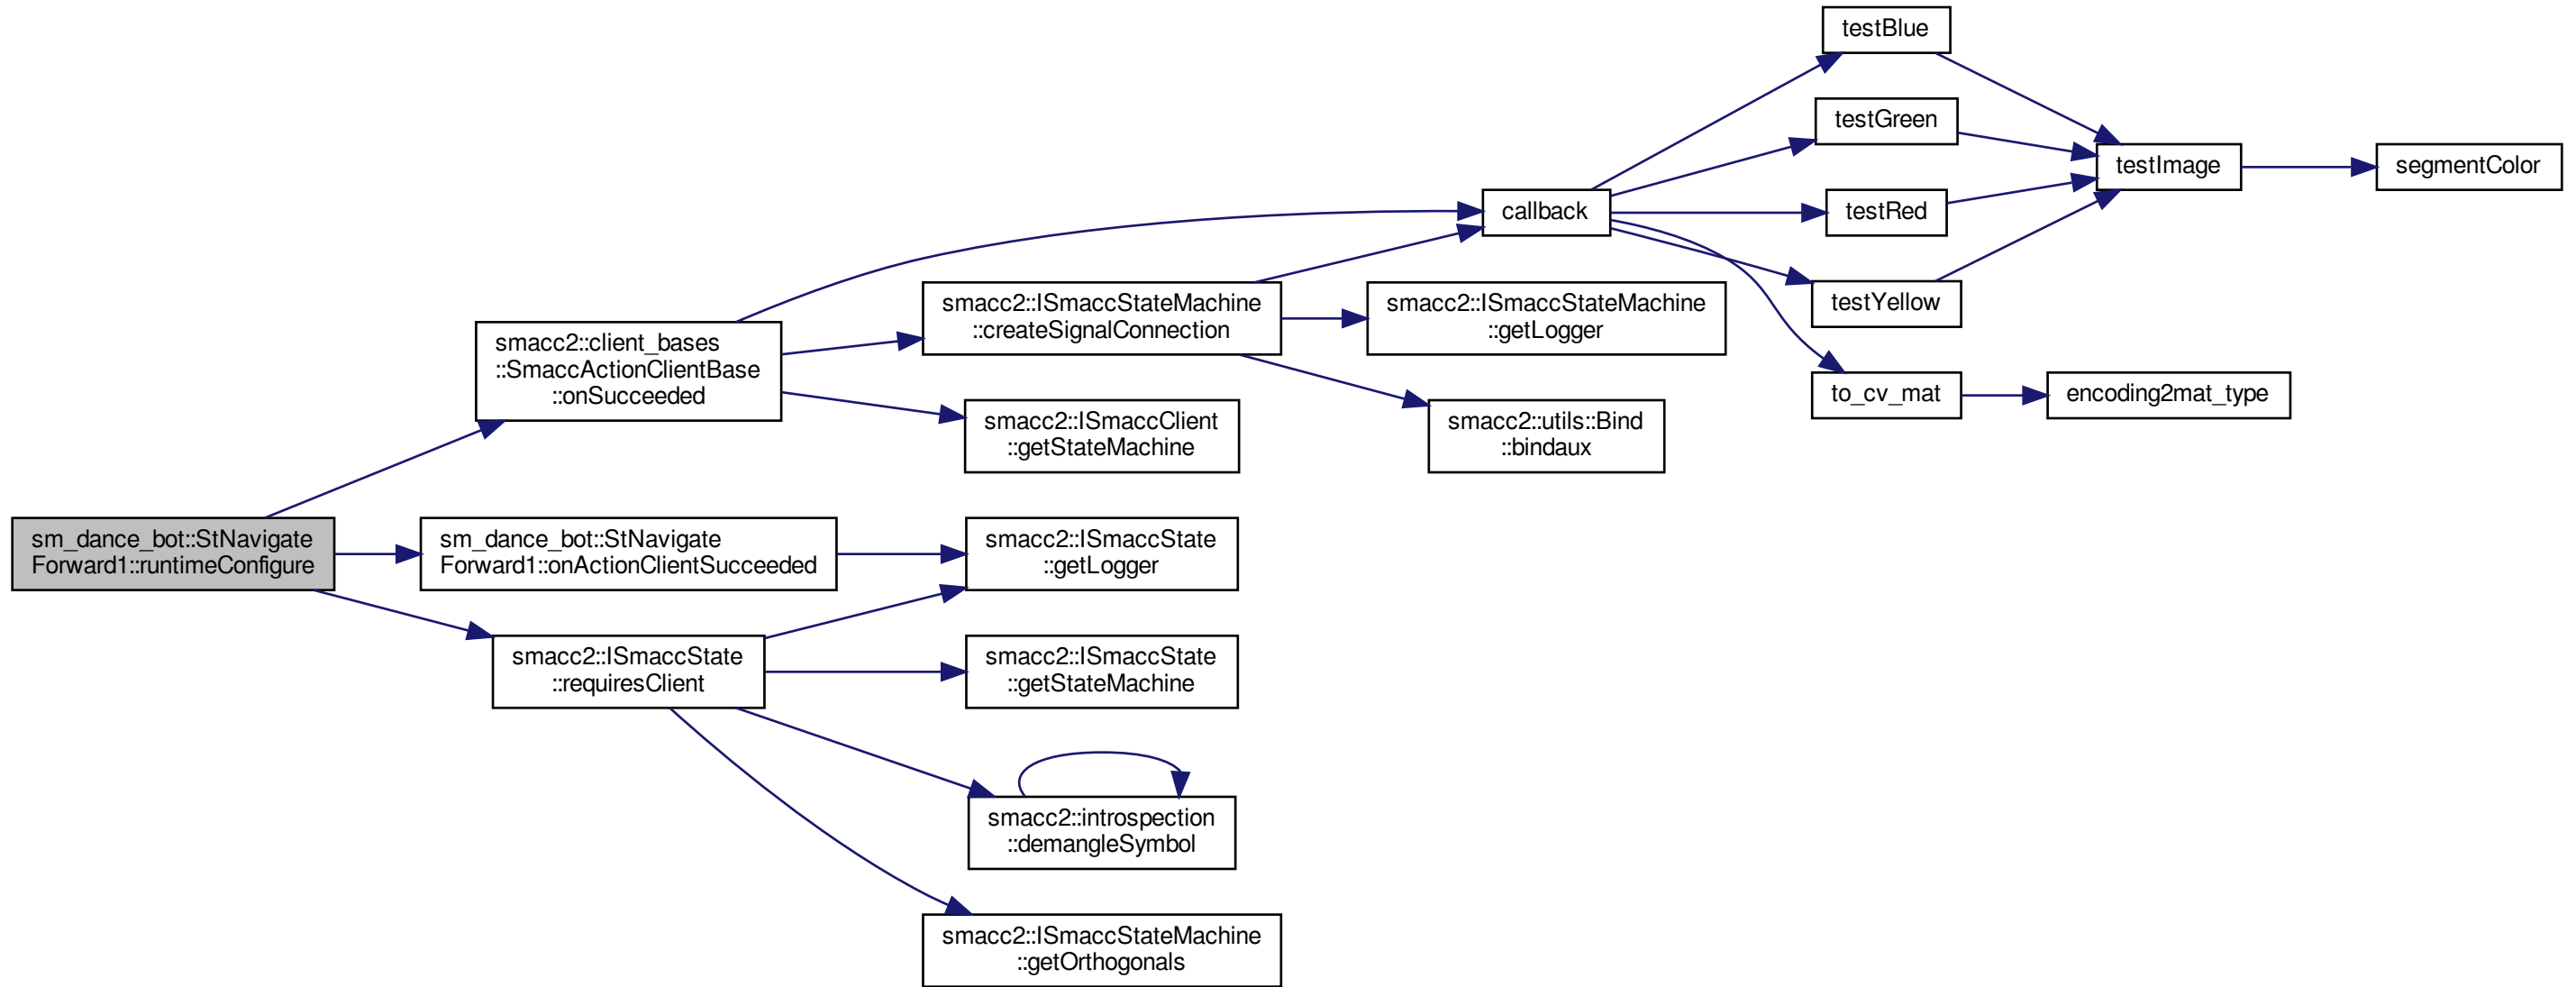 sm_dance_bot::StNavigate
Forward1::runtimeConfigure
smacc2::client_bases
::SmaccActionClientBase
::onSucceeded
sm_dance_bot::StNavigate
Forward1::onActionClientSucceeded
smacc2::ISmaccState
::requiresClient
smacc2::ISmaccStateMachine
::createSignalConnection
smacc2::ISmaccClient
::getStateMachine
smacc2::ISmaccState
::getLogger
smacc2::ISmaccState
::getStateMachine
smacc2::introspection
::demangleSymbol
smacc2::ISmaccStateMachine
::getOrthogonals
callback
smacc2::ISmaccStateMachine
::getLogger
smacc2::utils::Bind
::bindaux
testBlue
testGreen
testRed
testYellow
to_cv_mat
testImage
encoding2mat_type
segmentColor